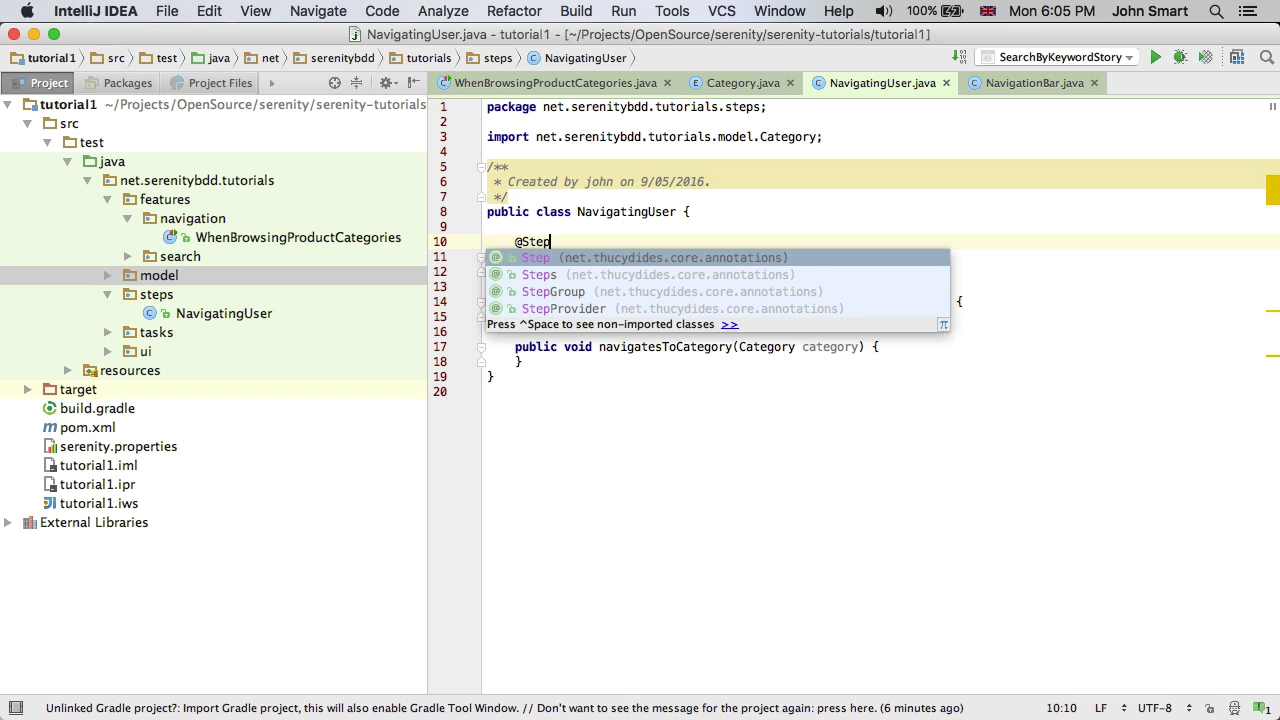 IntelliJ IDEA File Edit View Navigate Code Analyze Refactor Build Run Tools VCS Window Help 100% Mon 6:05 PM John Smart
NavigatingUser.java - tutorial1 - [~/Projects/OpenSource/serenity/serenity-tutorials/tutorial1]
tutorial1 src test java net serenitybdd tutorials steps NavigatingUser SearchByKeywordStory
Project Packages Project Files WhenBrowsingProductCategories.java Category.java NavigatingUser.java NavigationBar.java
tutorial1 ~/Projects/OpenSource/serenity/serenity-tutorials
src
test
java
net.serenitybdd.tutorials
features
navigation
WhenBrowsingProductCategories
search
model
steps
NavigatingUser
tasks
ui
resources
target
build.gradle
pom.xml
serenity.properties
tutorial1.iml
tutorial1.ipr
tutorial1.iws
External Libraries
1 package net.serenitybdd.tutorials.steps;
2
3 import net.serenitybdd.tutorials.model.Category;
4
5 /**
6 * Created by john on 9/05/2016.
7 */
8 public class NavigatingUser {
9
10 @Step
11
12
13
14 {
15
16
17 public void navigatesToCategory(Category category) {
18 }
19 }
20
Step (net.thucydides.core.annotations)
Steps (net.thucydides.core.annotations)
StepGroup (net.thucydides.core.annotations)
StepProvider (net.thucydides.core.annotations)
Press ^Space to see non-imported classes >> π
Unlinked Gradle project?: Import Gradle project, this will also enable Gradle Tool Window. // Don't want to see the message for the project again: press here. (6 minutes ago) 10:10 LF UTF-8 1